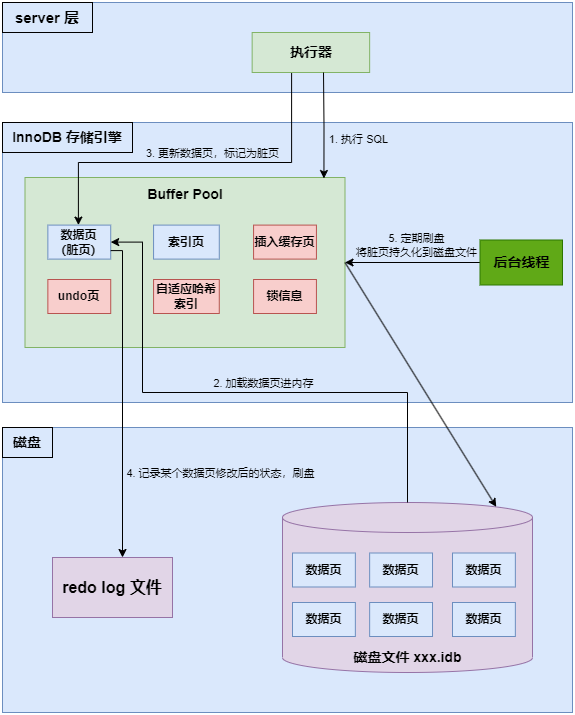 server 层
执行器
InnoDB 存储引擎
1. 执行 SQL
3. 更新数据页，标记为脏页
Buffer Pool
数据页
(脏页)
索引页
插入缓存页
5. 定期刷盘
将脏页持久化到磁盘文件
后台线程
undo页
自适应哈希
索引
锁信息
2. 加载数据页进内存
磁盘
4. 记录某个数据页修改后的状态，刷盘
redo log 文件
数据页
数据页
数据页
数据页
数据页
数据页
磁盘文件 xxx.idb